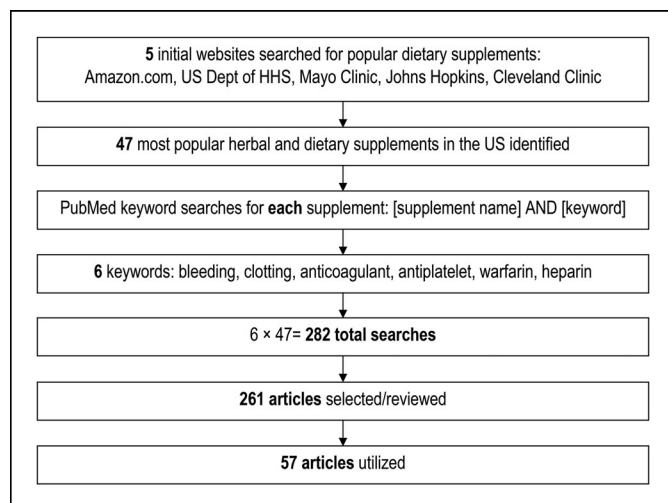 5 initial websites searched for popular dietary supplements:
Amazon.com, US Dept of HHS, Mayo Clinic, Johns Hopkins, Cleveland Clinic
47 most popular herbal and dietary supplements in the US identified
PubMed keyword searches for each supplement: [supplement name] AND [keyword]
6 keywords: bleeding, clotting, anticoagulant, antiplatelet, warfarin, heparin
6 × 47= 282 total searches
261 articles selected/reviewed
57 articles utilized